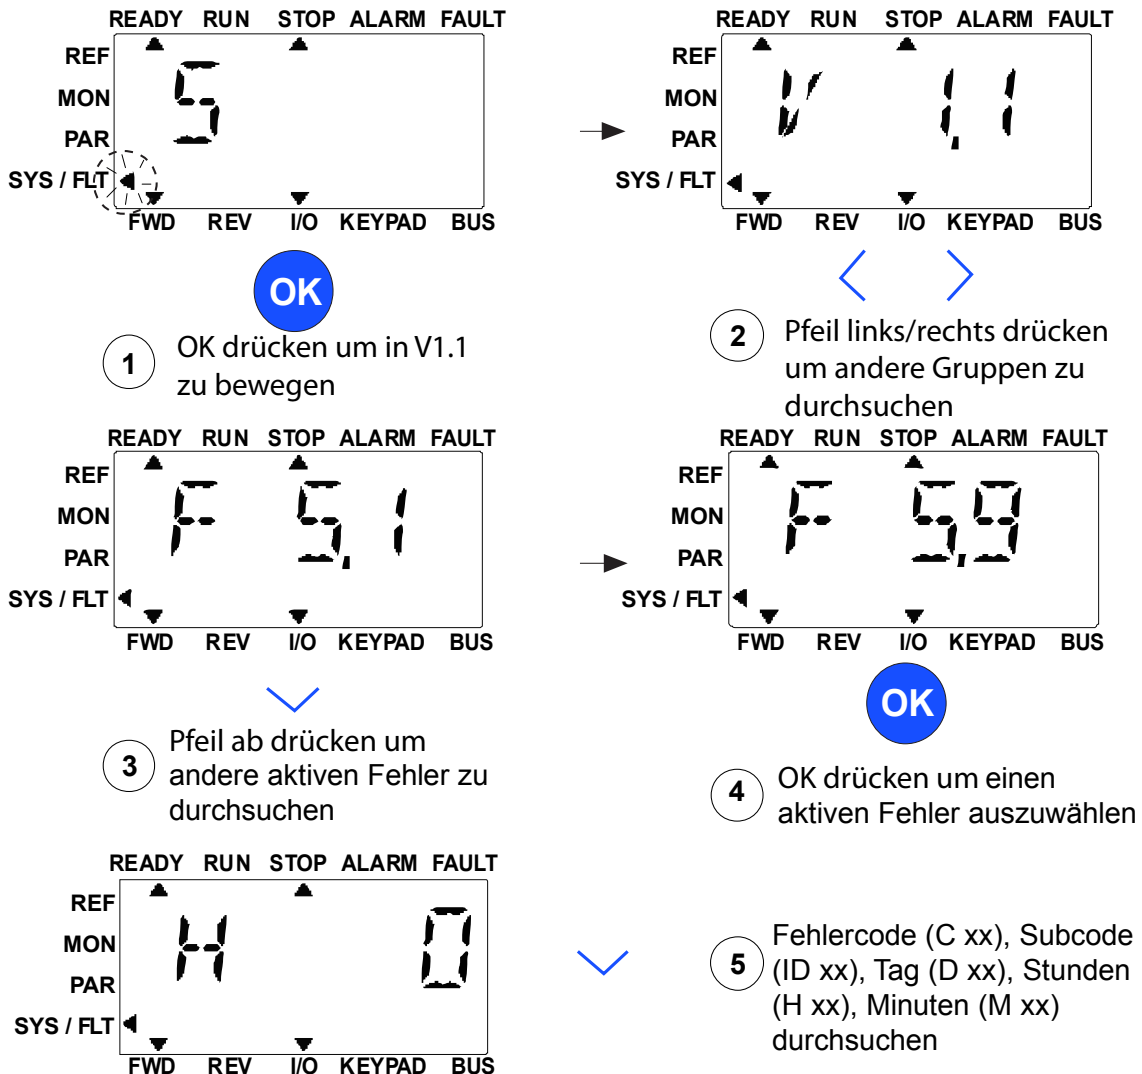 READY RUN STOP ALARM FAULT
REF
MON
PAR
SYS / FLT
S
FWD REV I/O KEYPAD BUS
OK
1 OK drücken um in V1.1
zu bewegen
READY RUN STOP ALARM FAULT
REF
MON
PAR
SYS / FLT
V 1.1
FWD REV I/O KEYPAD BUS
2 Pfeil links/rechts drücken
um andere Gruppen zu
durchsuchen
READY RUN STOP ALARM FAULT
REF
MON
PAR
SYS / FLT
F 5.1
FWD REV I/O KEYPAD BUS
3 Pfeil ab drücken um
andere aktiven Fehler zu
durchsuchen
READY RUN STOP ALARM FAULT
REF
MON
PAR
SYS / FLT
F 5.9
FWD REV I/O KEYPAD BUS
OK
4 OK drücken um einen
aktiven Fehler auszuwählen
READY RUN STOP ALARM FAULT
REF
MON
PAR
SYS / FLT
H 0
FWD REV I/O KEYPAD BUS
5 Fehlercode (C xx), Subcode
(ID xx), Tag (D xx), Stunden
(H xx), Minuten (M xx)
durchsuchen